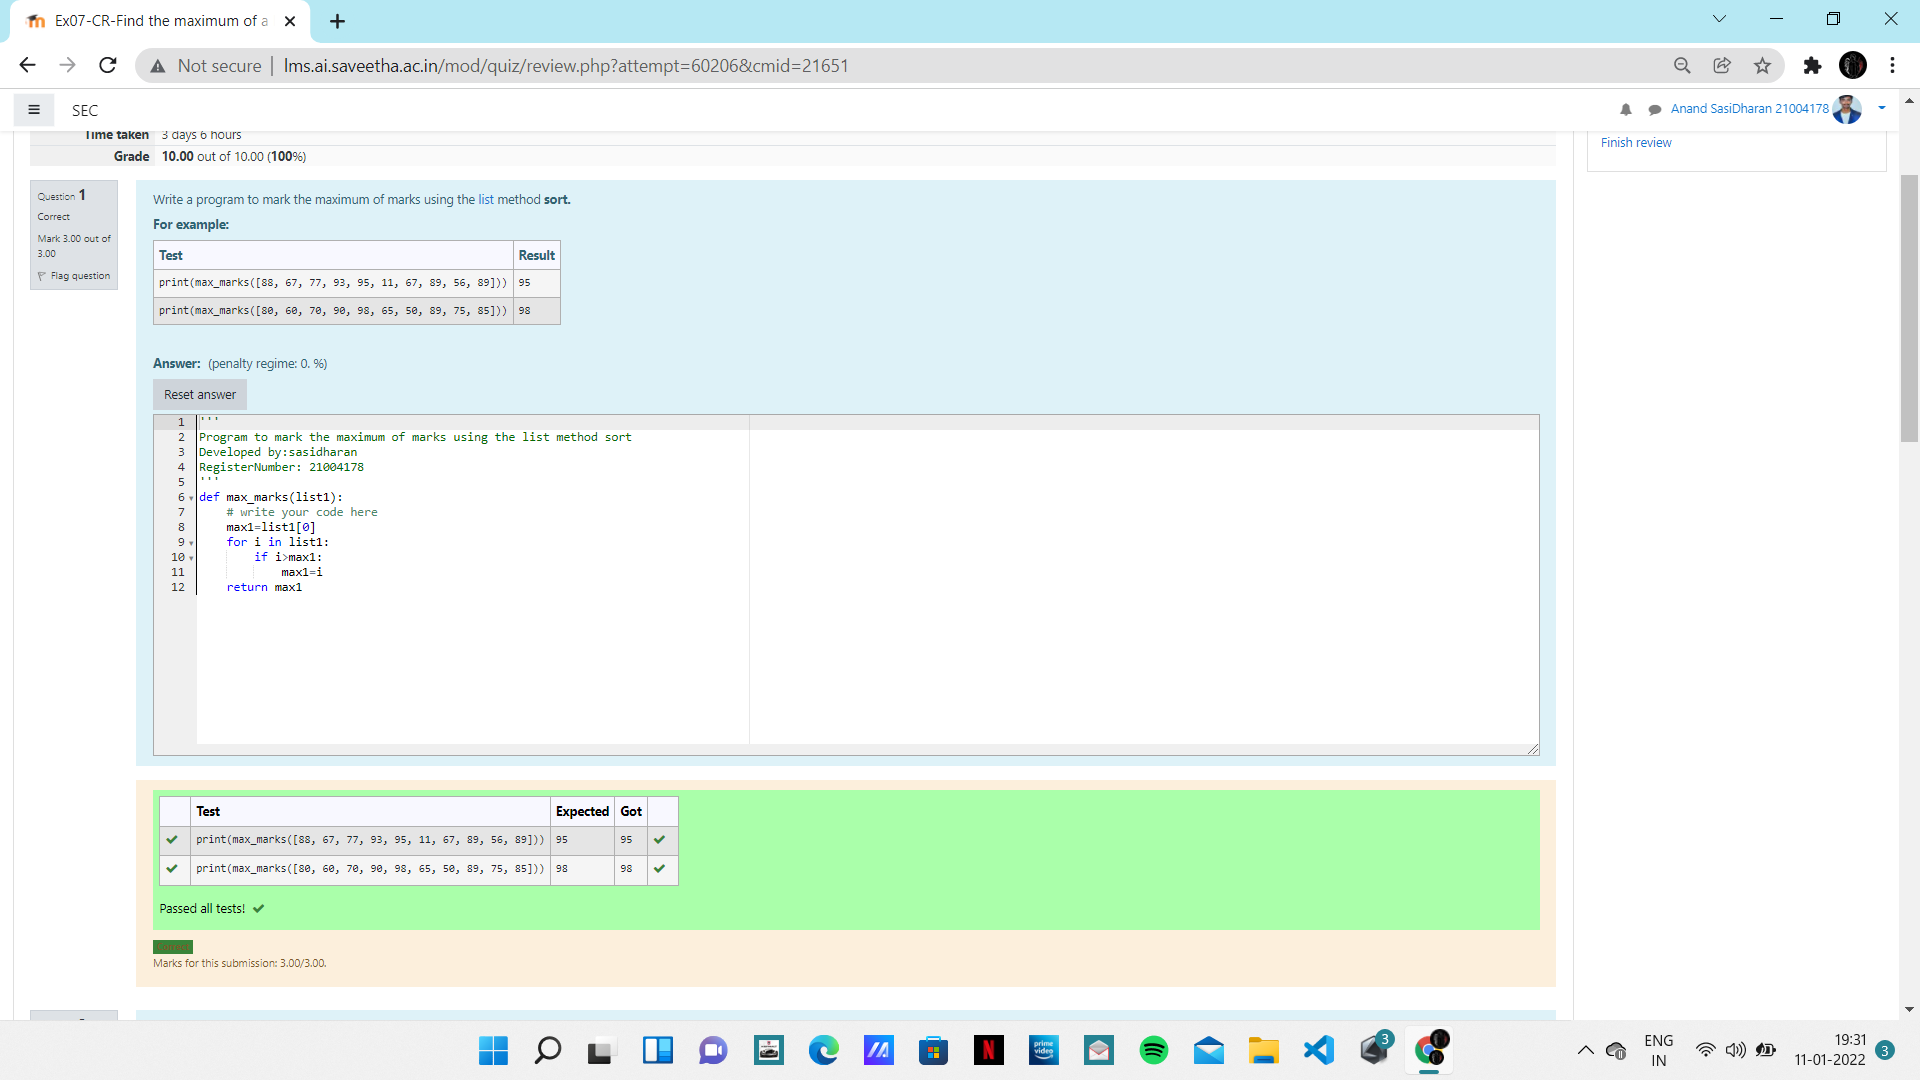 Ex07-CR-Find the maximum of a
Not secure | lms.ai.saveetha.ac.in/mod/quiz/review.php?attempt=60206&cmid=21651
SEC
Anand SasiDharan 21004178
Time taken 3 days 6 hours
Grade 10.00 out of 10.00 (100%)
Finish review
Question 1
Correct
Mark 3.00 out of
3.00
Flag question
Write a program to mark the maximum of marks using the list method sort.
For example:
Test Result
print(max_marks([88, 67, 77, 93, 95, 11, 67, 89, 56, 89])) 95
print(max_marks([80, 60, 70, 90, 98, 65, 50, 89, 75, 85])) 98
Answer: (penalty regime: 0. %)
Reset answer
1 '''
2 Program to mark the maximum of marks using the list method sort
3 Developed by:sasidharan
4 RegisterNumber: 21004178
5 '''
6 def max_marks(list1):
7 # write your code here
8 max1=list1[0]
9 for i in list1:
10 if i>max1:
11 max1=i
12 return max1
Test Expected Got
print(max_marks([88, 67, 77, 93, 95, 11, 67, 89, 56, 89])) 95 95
print(max_marks([80, 60, 70, 90, 98, 65, 50, 89, 75, 85])) 98 98
Passed all tests!
Marks for this submission: 3.00/3.00.
N
prime
video
3
ENG
IN
19:31
11-01-2022
3